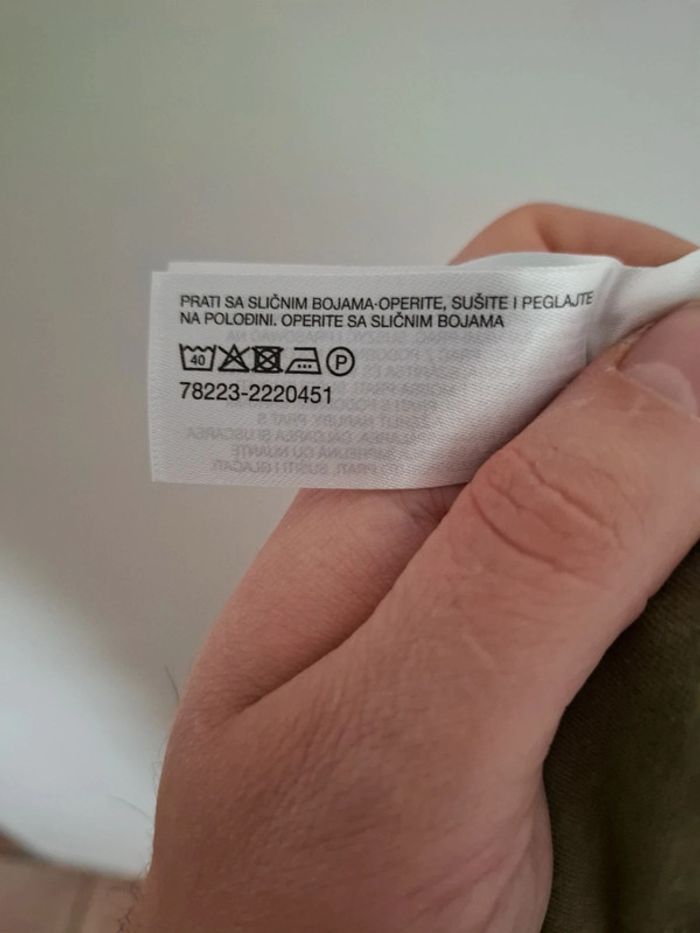 PRATI SA SLIČNIM BOJAMA-OPERITE, SUŠITE I PEGLAJTE
NA POLOĐINI. OPERITE SA SLIČNIM BOJAMA
40 P
78223-2220451